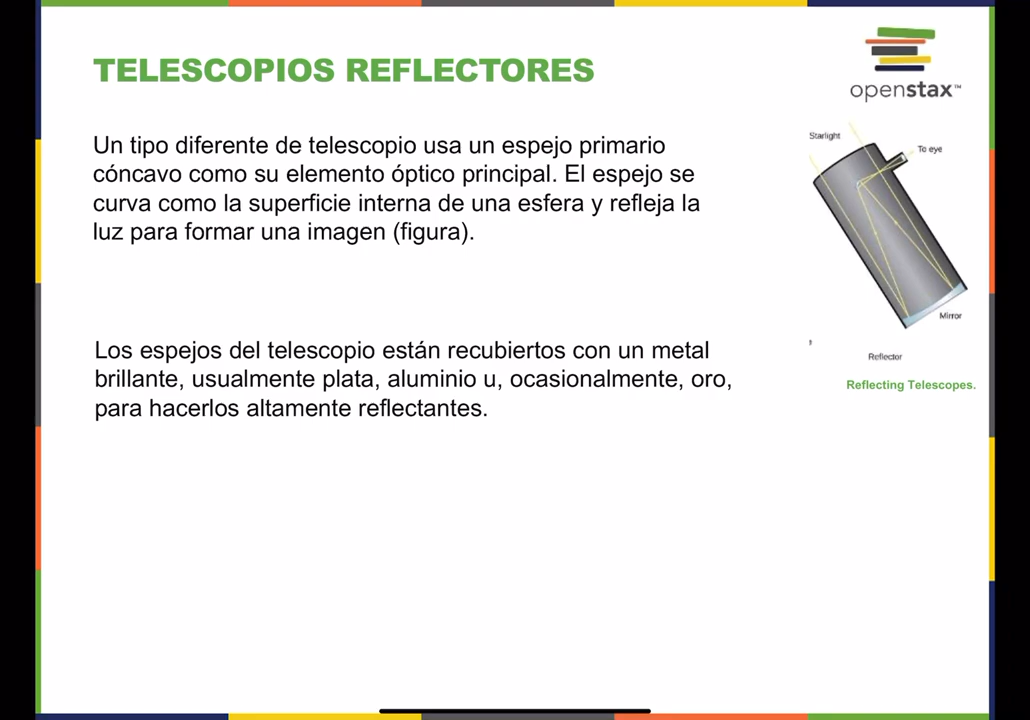 TELESCOPIOS REFLECTORES
openstax™
Un tipo diferente de telescopio usa un espejo primario
cóncavo como su elemento óptico principal. El espejo se
curva como la superficie interna de una esfera y refleja la
luz para formar una imagen (figura).
Starlight
To eye
Mirror
Reflector
Reflecting Telescopes.
Los espejos del telescopio están recubiertos con un metal
brillante, usualmente plata, aluminio u, ocasionalmente, oro,
para hacerlos altamente reflectantes.